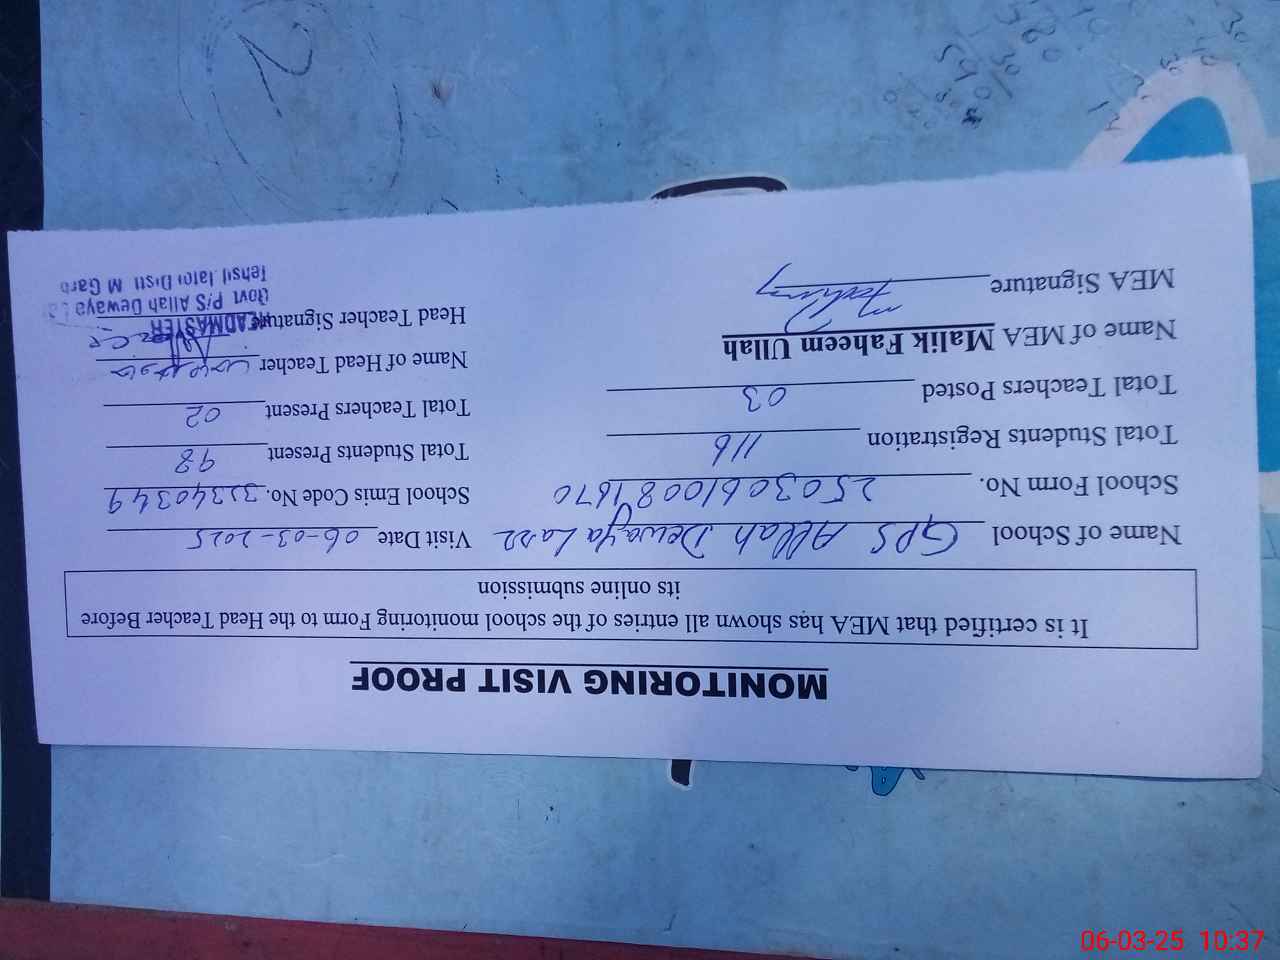 MONITORING VISIT PROOF
It is certified that MEA has shown all entries of the school monitoring Form to the Head Teacher Before
its online submission
Name of School GPS Allah Dewaya Lasss Visit Date 06-03-2025
School Form No. 25030610081670 School Emis Code No. 32340349
Total Students Registration 116 Total Students Present 98
Total Teachers Posted 03 Total Teachers Present 02
Name of MEA Malik Faheem Ullah Name of Head Teacher
MEA Signature Head Teacher Signature
HEADMASTER
Govt P/S Allah Dewaya
Tehsil Jatoi Distt M Garh
2
06-03-25 10:37